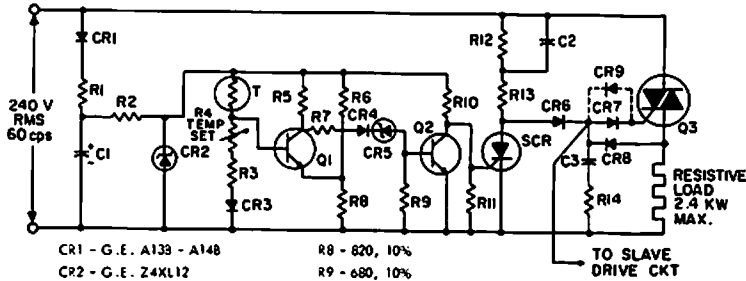 CR1
R12
C2
240 V
RMS
60 cps
R1
R2
+
-
C1
CR2
T
R4
TEMP
SET
R3
CR3
R5
R7
R6
CR4
CR5
Q1
R8
Q2
R10
R9
R11
R13
SCR
CR6
CR9
CR7
CR8
C3
R14
Q3
RESISTIVE
LOAD
2.4 KW
MAX.
TO SLAVE
DRIVE CKT
CR1 - G.E. A13B - A14B
CR2 - G.E. Z4XL12
R8 - 820, 10%
R9 - 680, 10%